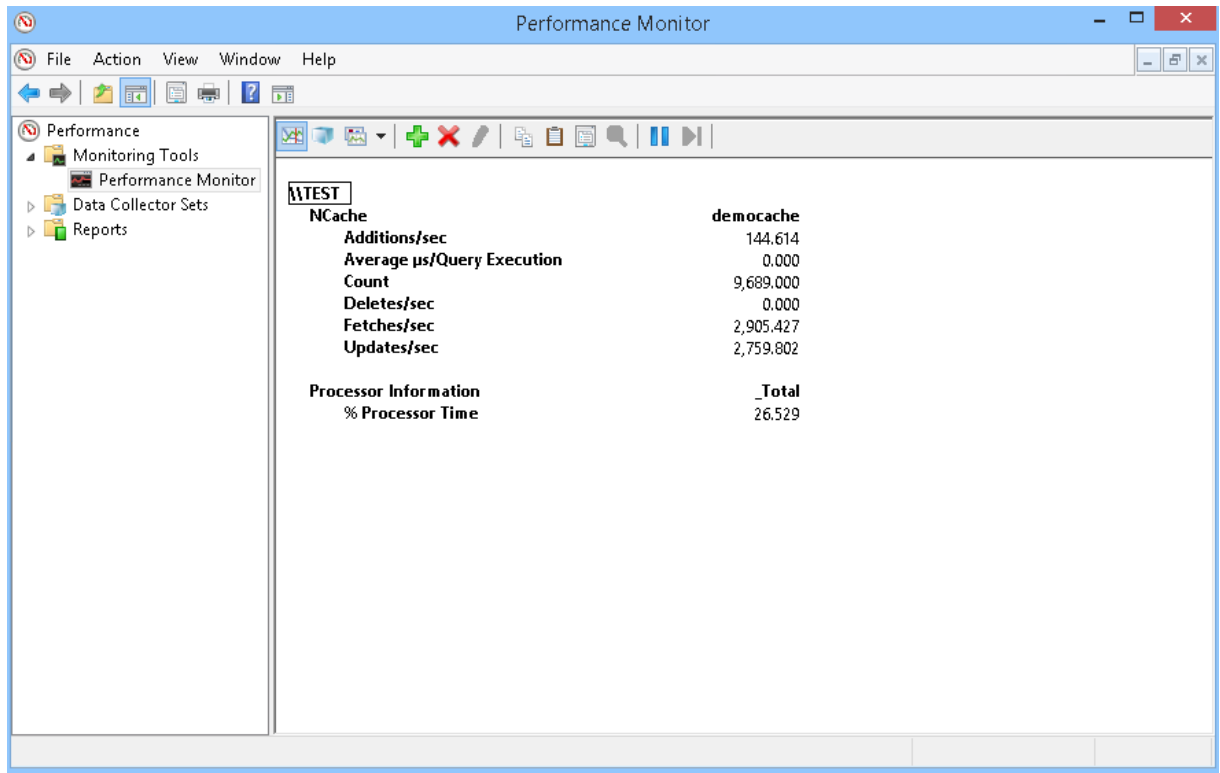 Performance Monitor
File Action View Window Help
Performance
Monitoring Tools
Performance Monitor
Data Collector Sets
Reports
\\TEST
NCache democache
Additions/sec 144.614
Average µs/Query Execution 0.000
Count 9,689.000
Deletes/sec 0.000
Fetches/sec 2,905.427
Updates/sec 2,759.802
Processor Information _Total
% Processor Time 26.529